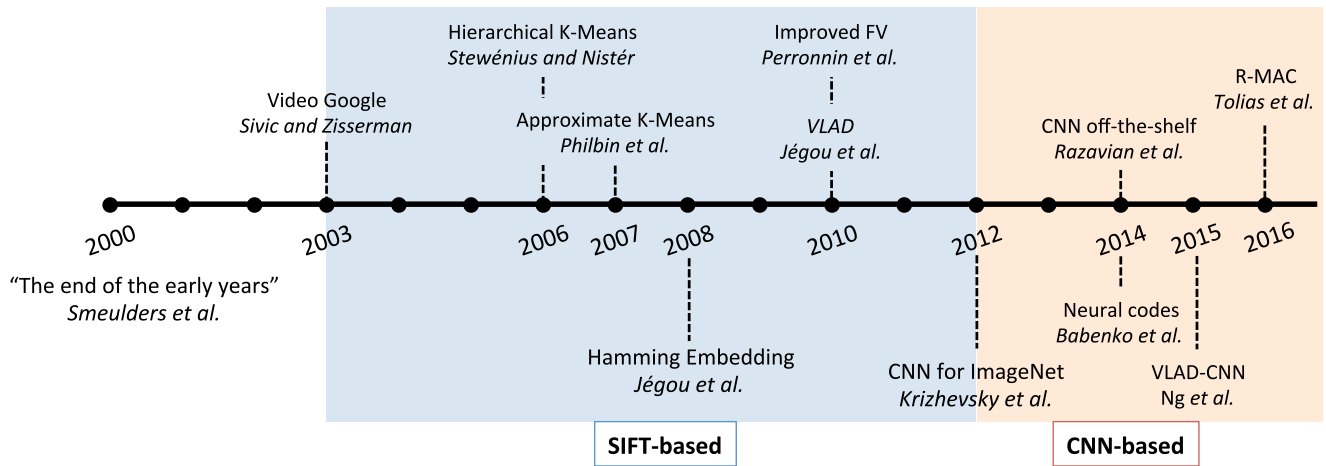 Hierarchical K-Means
Stewénius and Nistér
Improved FV
Perronnin et al.
R-MAC
Tolias et al.
Video Google
Sivic and Zisserman
Approximate K-Means
Philbin et al.
VLAD
Jégou et al.
CNN off-the-shelf
Razavian et al.
2000
2003
2006
2007
2008
2010
2012
2014
2015
2016
“The end of the early years”
Smeulders et al.
Hamming Embedding
Jégou et al.
CNN for ImageNet
Krizhevsky et al.
Neural codes
Babenko et al.
VLAD-CNN
Ng et al.
SIFT-based
CNN-based